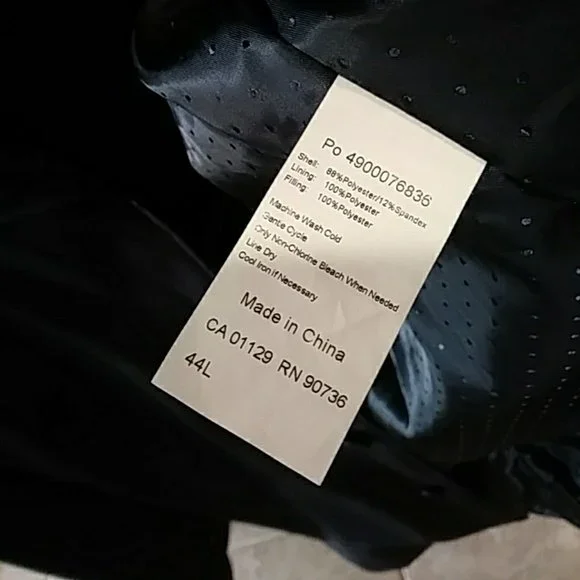 Po 4900076836
Shell: 88%Polyester/12%Spandex
Lining: 100%Polyester
Filling: 100%Polyester
Machine Wash Cold
Gentle Cycle
Only Non-Chlorine Bleach When Needed
Line Dry
Cool Iron if Necessary
Made in China
CA 01129 RN 90736
44L